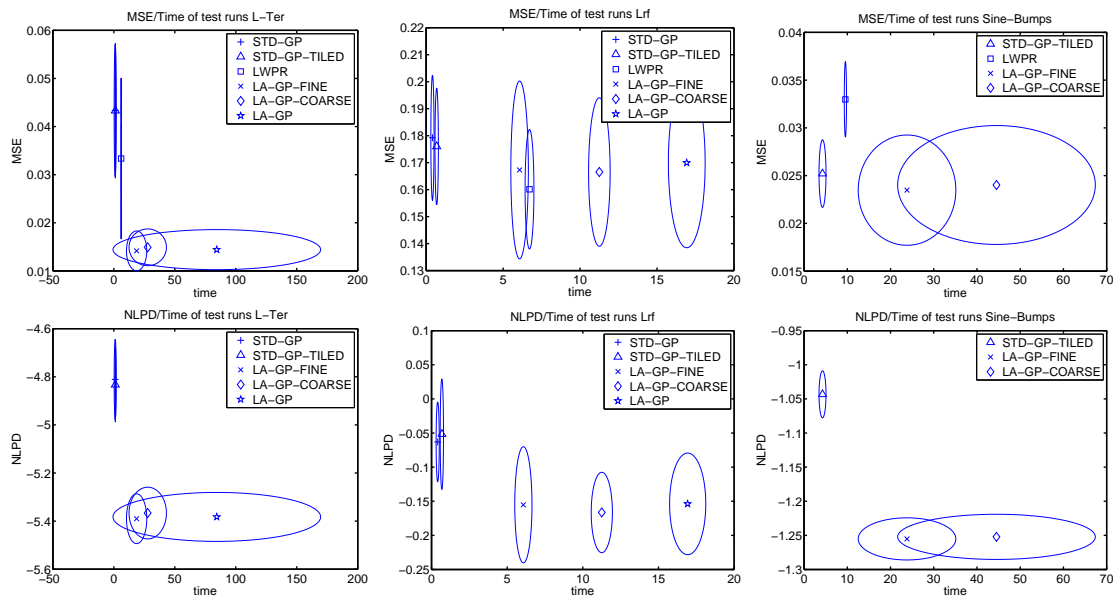 MSE/Time of test runs L−Ter
0.06
0.05
0.04
0.03
0.02
0.01
MSE
−50
0
50
100
150
200
time
STD−GP
STD−GP−TILED
LWPR
LA−GP−FINE
LA−GP−COARSE
LA−GP
MSE/Time of test runs Lrf
0.22
0.21
0.2
0.19
0.18
0.17
0.16
0.15
0.14
0.13
MSE
0
5
10
15
20
time
STD−GP
STD−GP−TILED
LWPR
LA−GP−FINE
LA−GP−COARSE
LA−GP
MSE/Time of test runs Sine−Bumps
0.04
0.035
0.03
0.025
0.02
0.015
MSE
0
10
20
30
40
50
60
70
time
STD−GP−TILED
LWPR
LA−GP−FINE
LA−GP−COARSE
NLPD/Time of test runs L−Ter
−4.6
−4.8
−5
−5.2
−5.4
−5.6
NLPD
−50
0
50
100
150
200
time
STD−GP
STD−GP−TILED
LA−GP−FINE
LA−GP−COARSE
LA−GP
NLPD/Time of test runs Lrf
0.1
0.05
0
−0.05
−0.1
−0.15
−0.2
−0.25
NLPD
0
5
10
15
20
time
STD−GP
STD−GP−TILED
LA−GP−FINE
LA−GP−COARSE
LA−GP
NLPD/Time of test runs Sine−Bumps
−0.95
−1
−1.05
−1.1
−1.15
−1.2
−1.25
−1.3
NLPD
0
10
20
30
40
50
60
70
time
STD−GP−TILED
LA−GP−FINE
LA−GP−COARSE